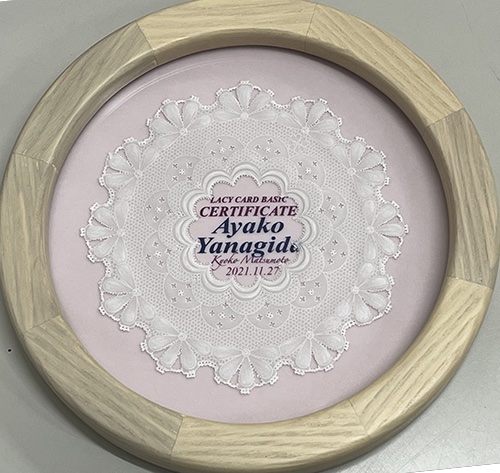 LACY CARD BASIC
CERTIFICATE
Ayako
Yanagida
Kyoko Matsumoto
2021.11.27